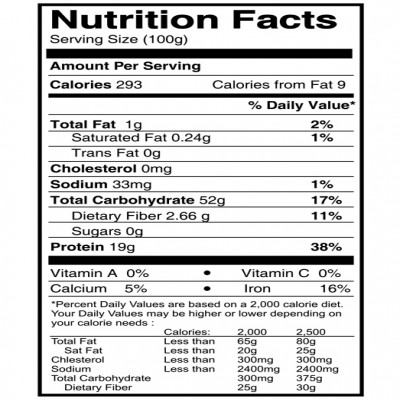 Nutrition Facts
Serving Size (100g)
Amount Per Serving
Calories 293 Calories from Fat 9
% Daily Value*
Total Fat 1g 2%
Saturated Fat 0.24g 1%
Trans Fat 0g
Cholesterol 0mg
Sodium 33mg 1%
Total Carbohydrate 52g 17%
Dietary Fiber 2.66 g 11%
Sugars 0g
Protein 19g 38%
Vitamin A 0% • Vitamin C 0%
Calcium 5% • Iron 16%
*Percent Daily Values are based on a 2,000 calorie diet.
Your Daily Values may be higher or lower depending on
your calorie needs :
Calories: 2,000 2,500
Total Fat Less than 65g 80g
Sat Fat Less than 20g 25g
Chlesterol Less than 300mg 300mg
Sodium Less than 2400mg 2400mg
Total Carbohydrate 300mg 375g
Dietary Fiber 25g 30g